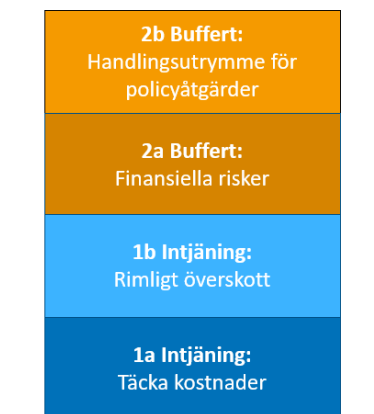 2b Buffert:
Handlingsutrymme för
policyåtgärder
2a Buffert:
Finansiella risker
1b Intjäning:
Rimligt överskott
1a Intjäning:
Täcka kostnader